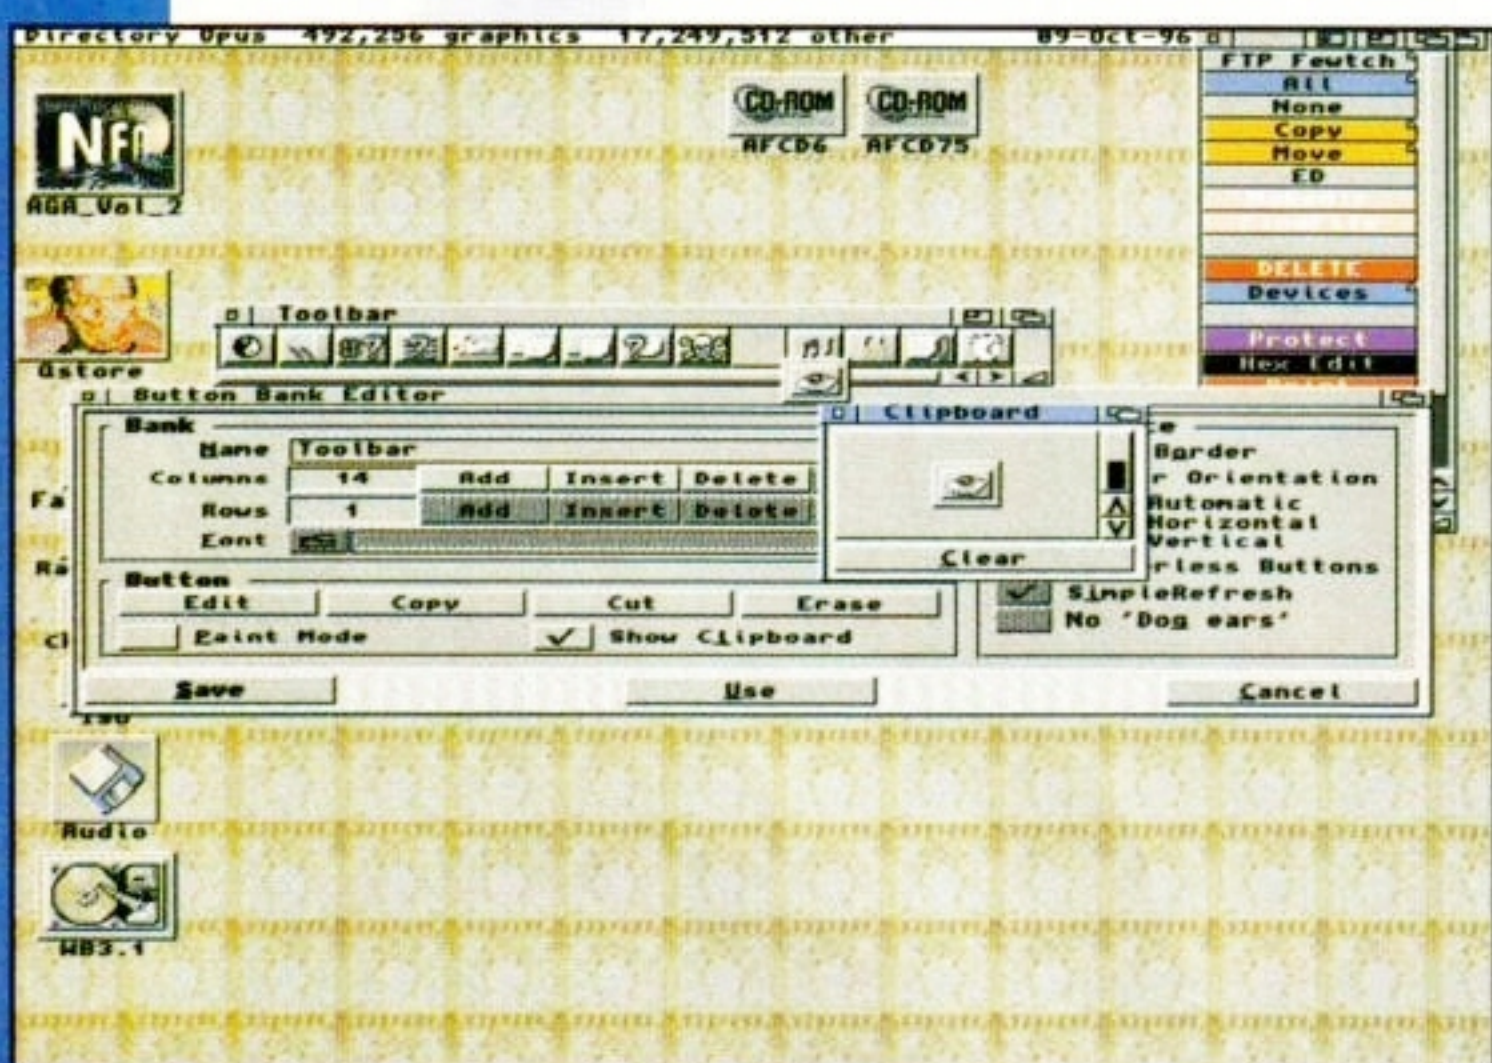 Directory Opus 492,256 graphics 17,249,512 other 09-Oct-96
FTP Fewtch
All
None
Copy
Move
ED
DELETE
Devices
Protect
Hex Edit
CD-ROM
AFCD6
CD-ROM
AFCD75
NFA
AGA_Vol_2
Qstore
Toolbar
Button Bank Editor
Bank
Name Toolbar
Columns 14 Add Insert Delete
Rows 1 Add Insert Delete
Font
Button
Edit Copy Cut Erase
Paint Mode Show Clipboard
Clipboard
Clear
Border
r Orientation
Automatic
Horizontal
Vertical
rless Buttons
SimpleRefresh
No 'Dog ears'
Save Use Cancel
Fa
Ra
Audio
WB3.1